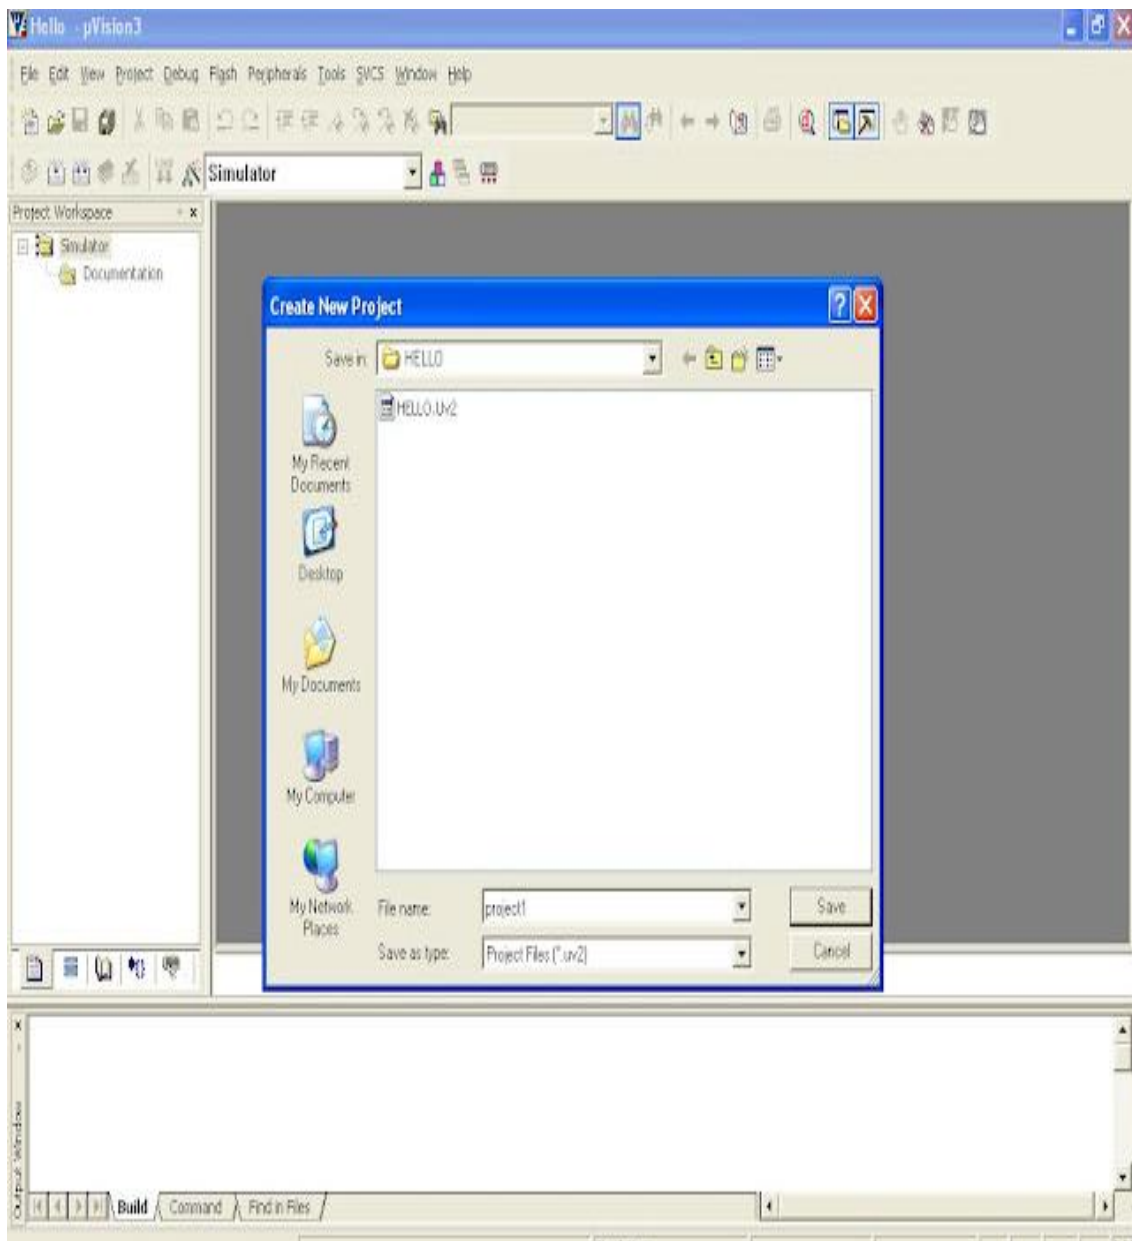 Hello - µVision3
File Edit View Project Debug Flash Peripherals Tools SVCS Window Help
Simulator
Project Workspace
Simulator
Documentation
Create New Project
Save in:
HELLO
HELLO.Uv2
My Recent
Documents
Desktop
My Documents
My Computer
My Network
Places
File name:
project1
Save
Save as type:
Project Files (*.uv2)
Cancel
Output Window
Build
Command
Find in Files